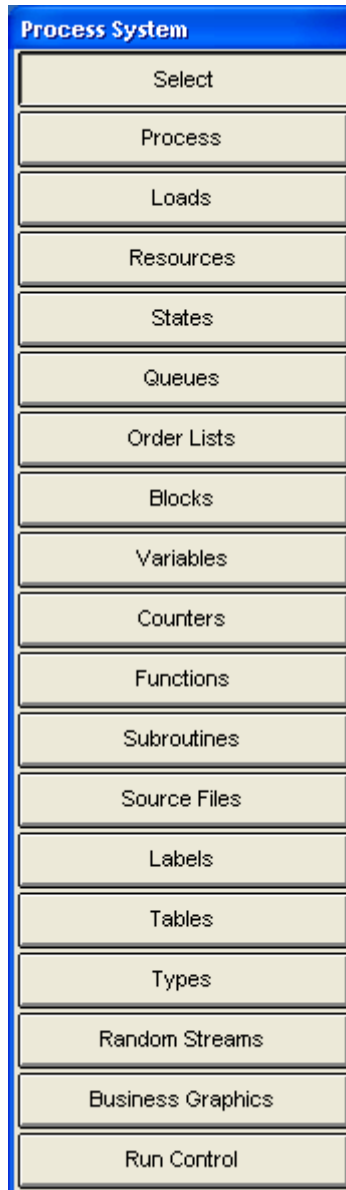 Process System
Select
Process
Loads
Resources
States
Queues
Order Lists
Blocks
Variables
Counters
Functions
Subroutines
Source Files
Labels
Tables
Types
Random Streams
Business Graphics
Run Control